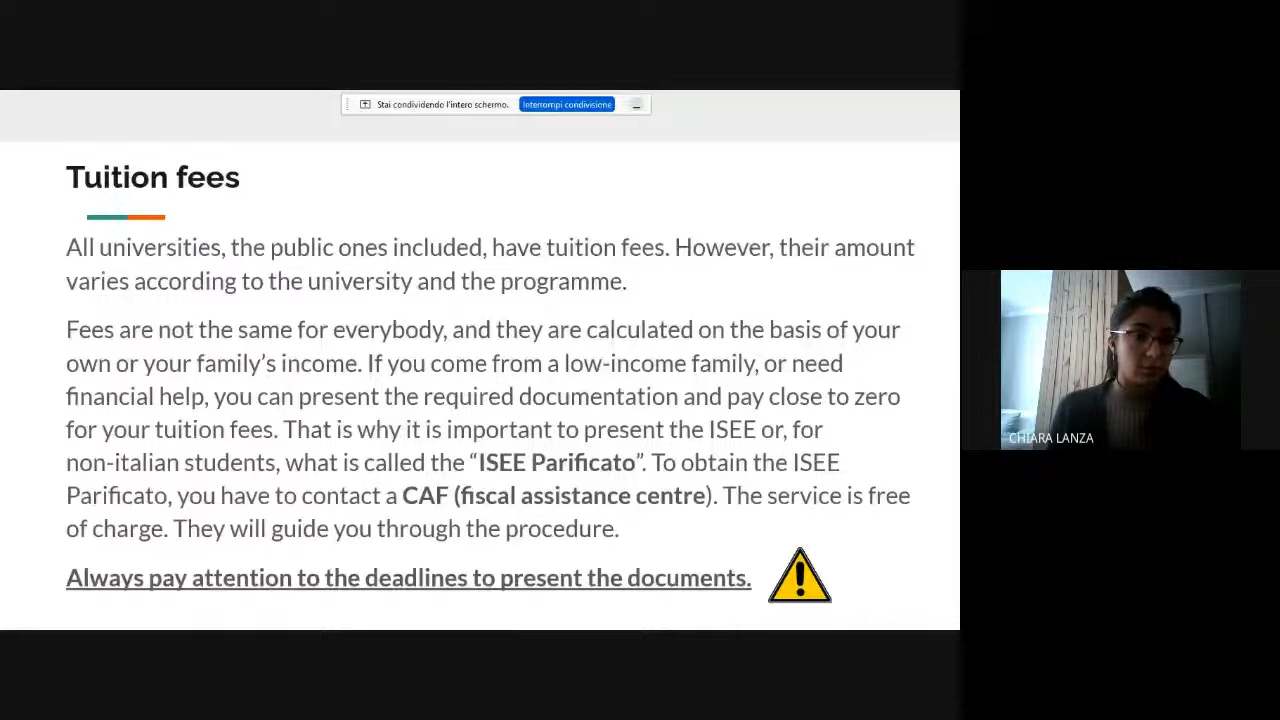 Stai condividendo l'intero schermo. Interrompi condivisione
Tuition fees
All universities, the public ones included, have tuition fees. However, their amount
varies according to the university and the programme.
Fees are not the same for everybody, and they are calculated on the basis of your
own or your family's income. If you come from a low-income family, or need
financial help, you can present the required documentation and pay close to zero
for your tuition fees. That is why it is important to present the ISEE or, for
non-italian students, what is called the “ISEE Parificato”. To obtain the ISEE
Parificato, you have to contact a CAF (fiscal assistance centre). The service is free
of charge. They will guide you through the procedure.
Always pay attention to the deadlines to present the documents.
CHIARA LANZA